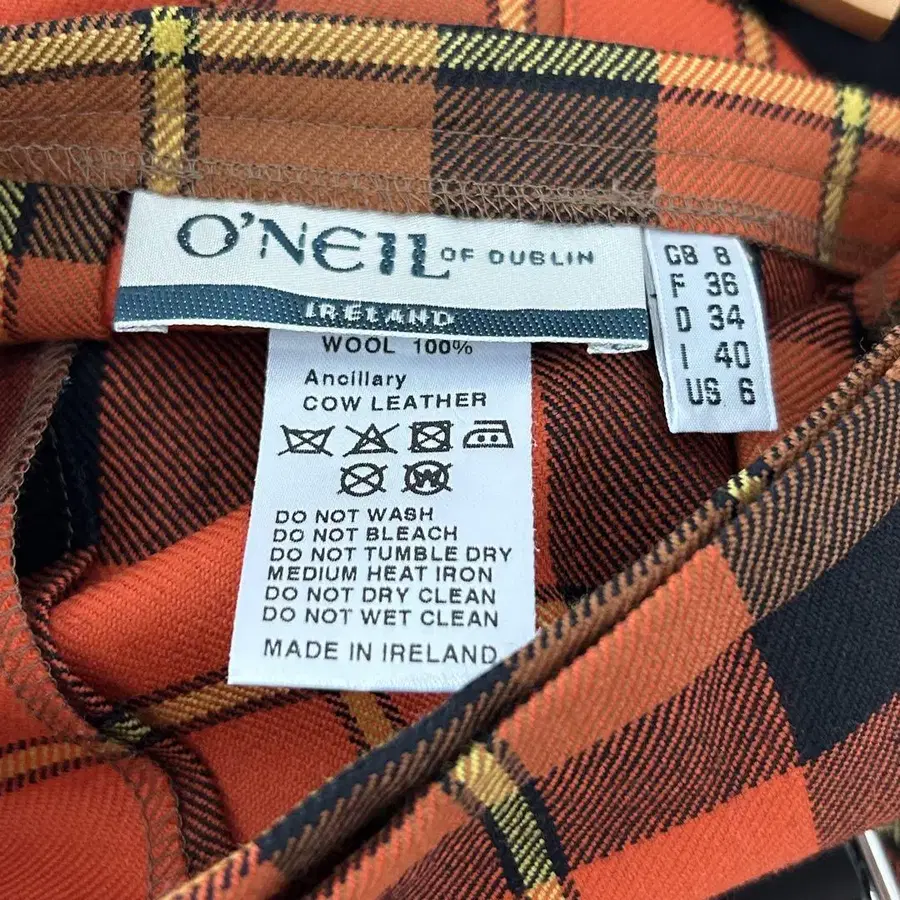 O'NEIL OF DUBLIN
IRELAND
GB 8
F 36
D 34
I 40
US 6
WOOL 100%
Ancillary
COW LEATHER
W
DO NOT WASH
DO NOT BLEACH
DO NOT TUMBLE DRY
MEDIUM HEAT IRON
DO NOT DRY CLEAN
DO NOT WET CLEAN
MADE IN IRELAND